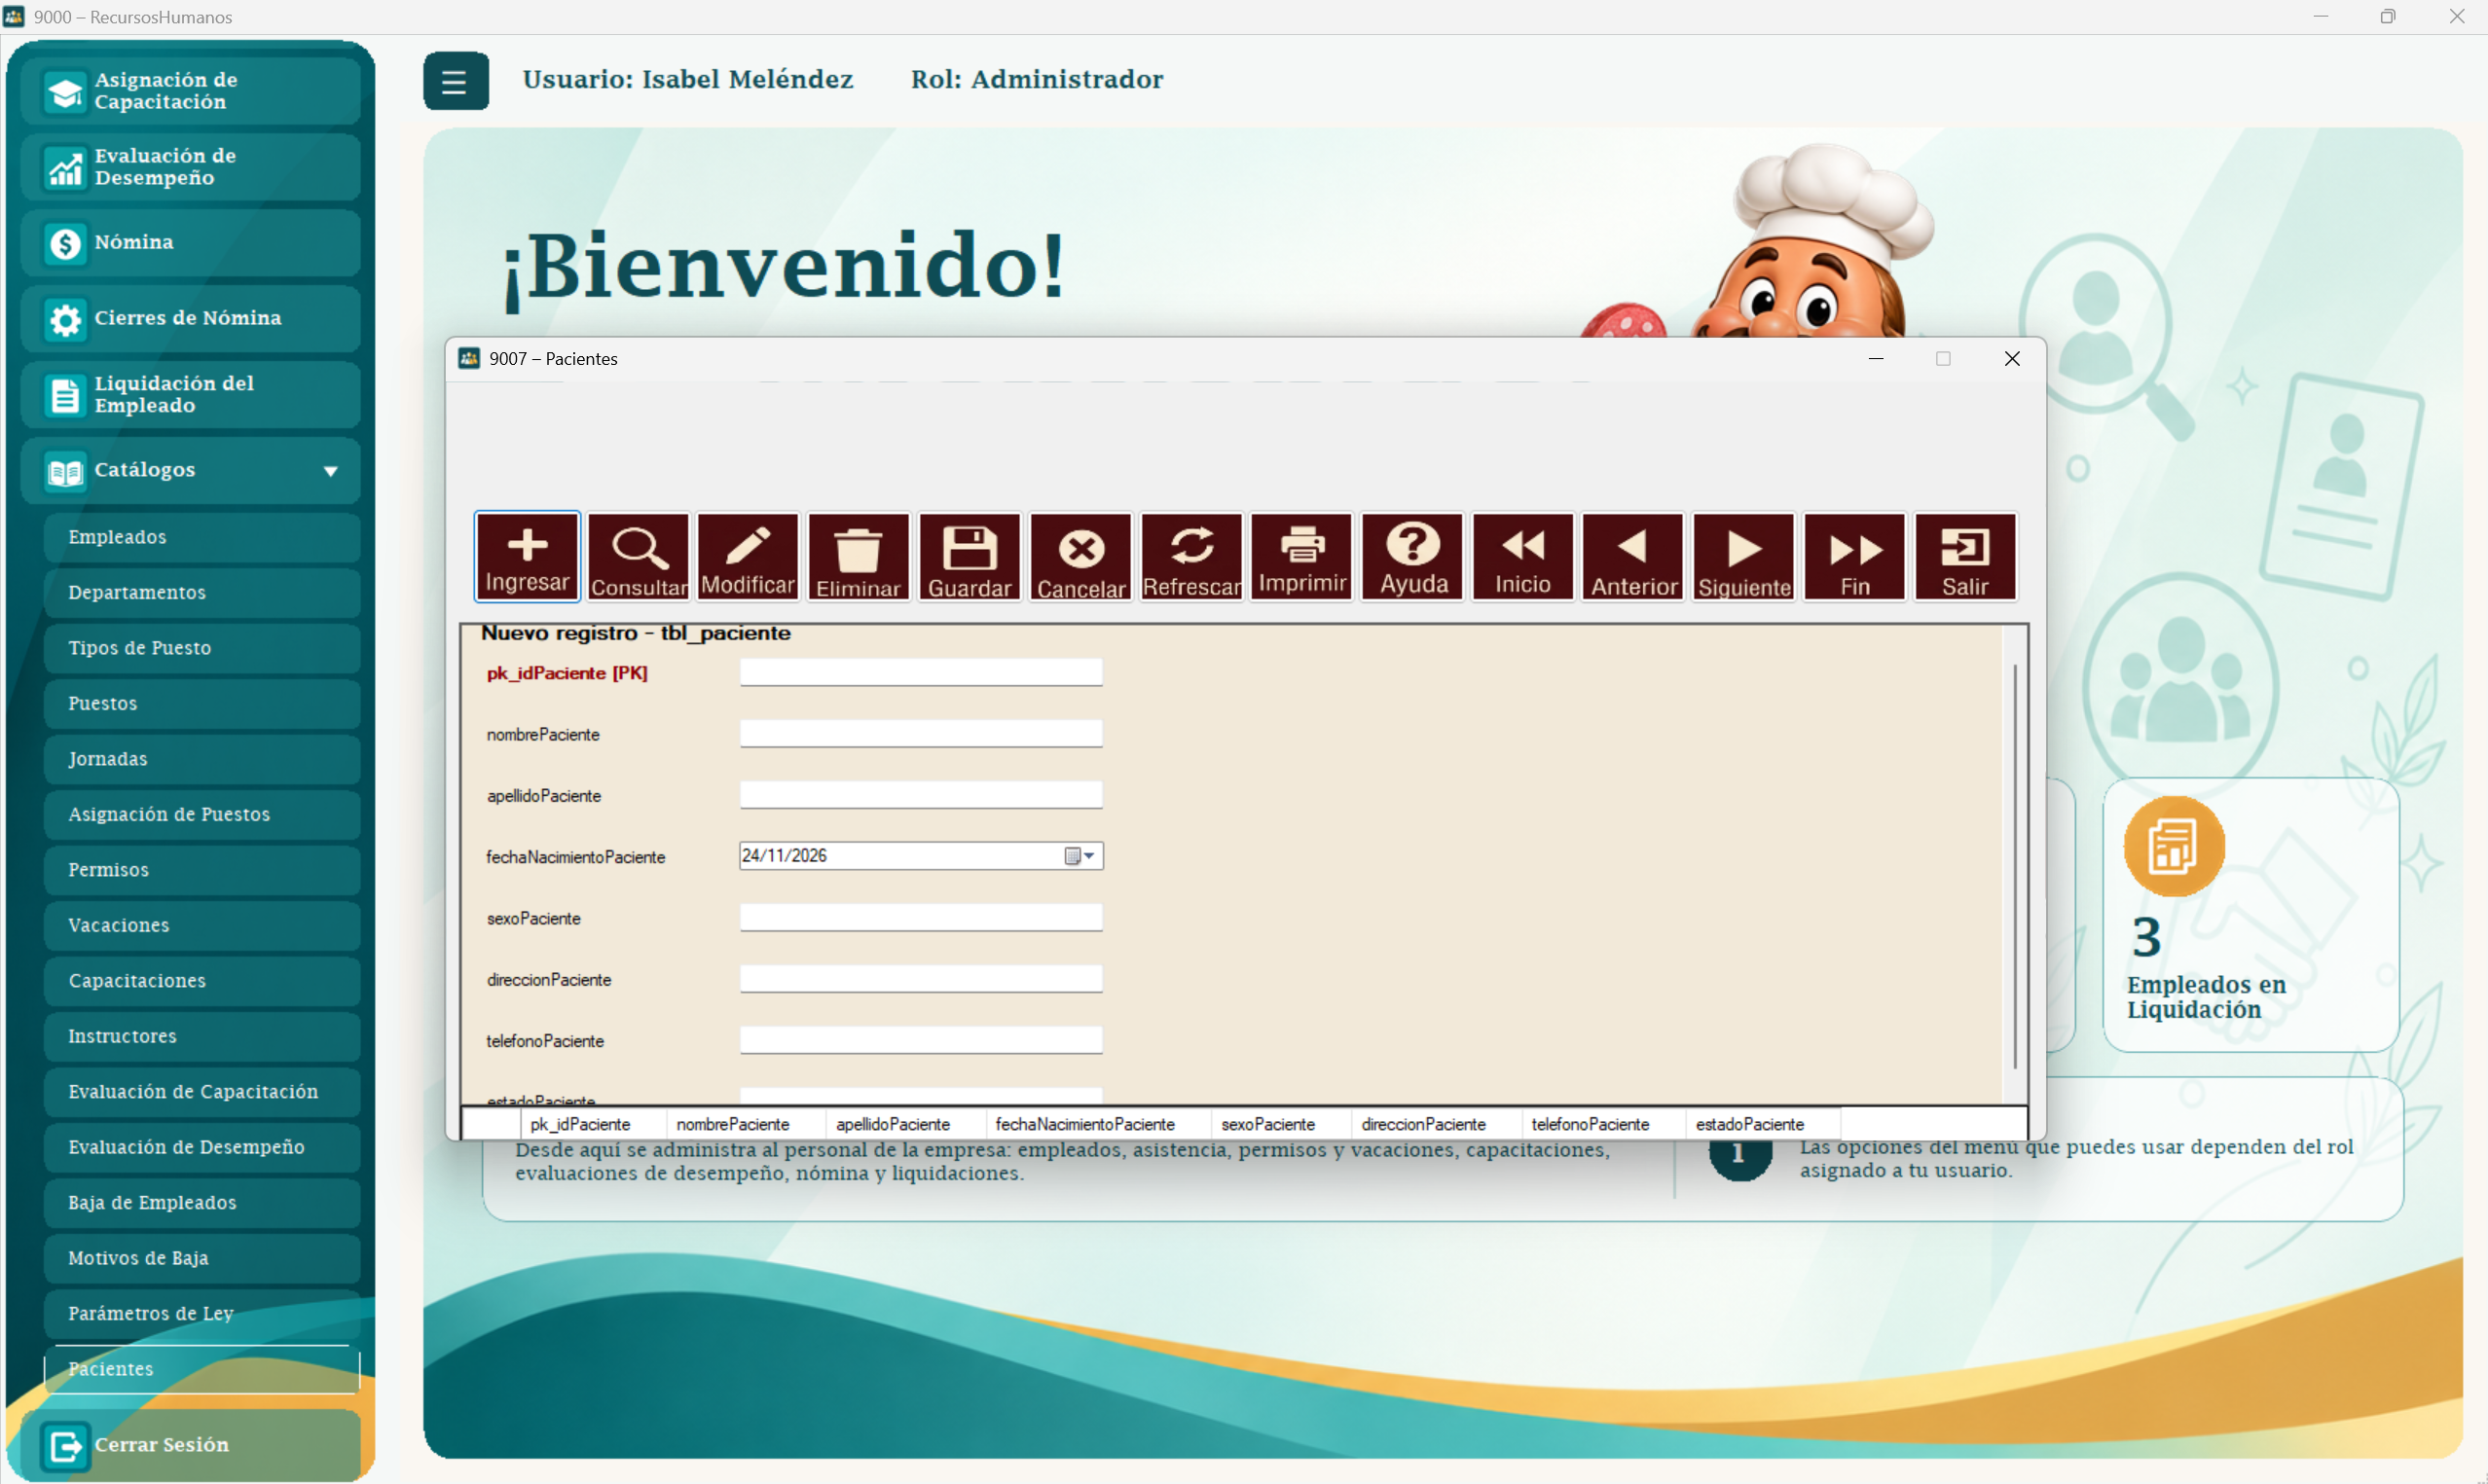 9000 – RecursosHumanos
Asignación de
Capacitación
Evaluación de
Desempeño
Nómina
Cierres de Nómina
Liquidación del
Empleado
Catálogos
Empleados
Departamentos
Tipos de Puesto
Puestos
Jornadas
Asignación de Puestos
Permisos
Vacaciones
Capacitaciones
Instructores
Evaluación de Capacitación
Evaluación de Desempeño
Baja de Empleados
Motivos de Baja
Parámetros de Ley
Pacientes
Cerrar Sesión
Usuario: Isabel Meléndez Rol: Administrador
¡Bienvenido!
9007 – Pacientes
Ingresar Consultar Modificar Eliminar Guardar Cancelar Refrescar Imprimir Ayuda Inicio Anterior Siguiente Fin Salir
Nuevo registro - tbl_paciente
pk_idPaciente [PK]
nombrePaciente
apellidoPaciente
fechaNacimientoPaciente 24/11/2026
sexoPaciente
direccionPaciente
telefonoPaciente
estadoPaciente
pk_idPaciente nombrePaciente apellidoPaciente fechaNacimientoPaciente sexoPaciente direccionPaciente telefonoPaciente estadoPaciente
3
Empleados en
Liquidación
Desde aquí se administra al personal de la empresa: empleados, asistencia, permisos y vacaciones, capacitaciones,
evaluaciones de desempeño, nómina y liquidaciones.
Las opciones del menú que puedes usar dependen del rol
asignado a tu usuario.